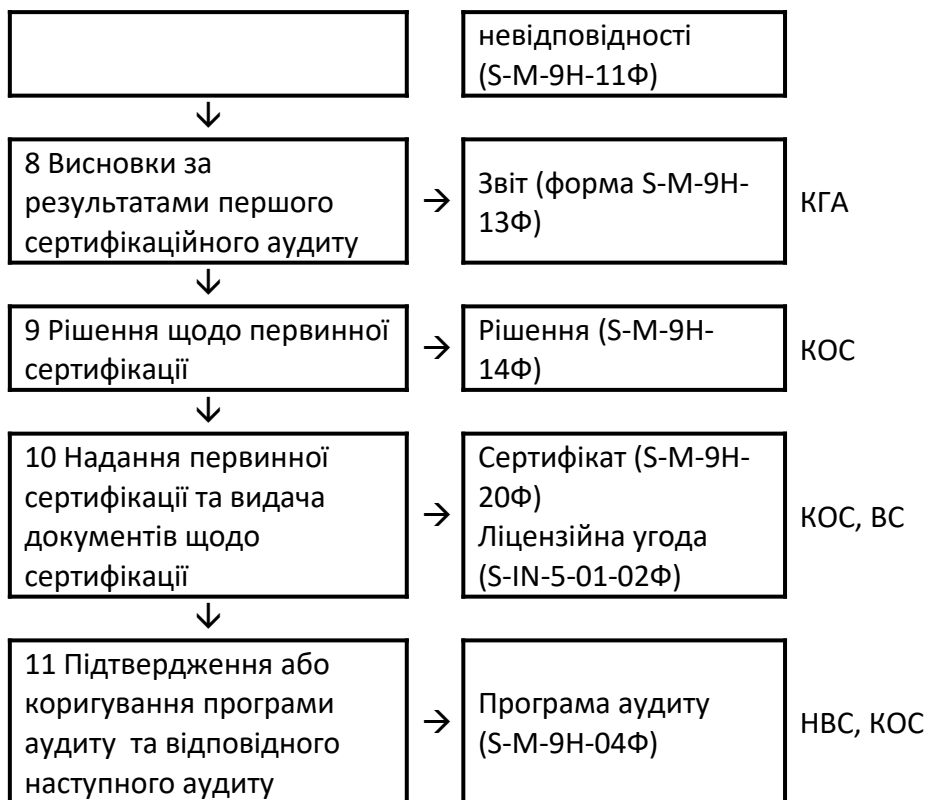 невідповідності
(S-M-9Н-11Ф)
↓
8 Висновки за
результатами першого
сертифікаційного аудиту
→
Звіт (форма S-M-9Н-
13Ф)
КГА
↓
9 Рішення щодо первинної
сертифікації
→
Рішення (S-M-9Н-
14Ф)
КОС
↓
10 Надання первинної
сертифікації та видача
документів щодо
сертифікації
→
Сертифікат (S-M-9Н-
20Ф)
Ліцензійна угода
(S-IN-5-01-02Ф)
КОС, ВС
↓
11 Підтвердження або
коригування програми
аудиту та відповідного
наступного аудиту
→
Програма аудиту
(S-M-9Н-04Ф)
НВС, КОС